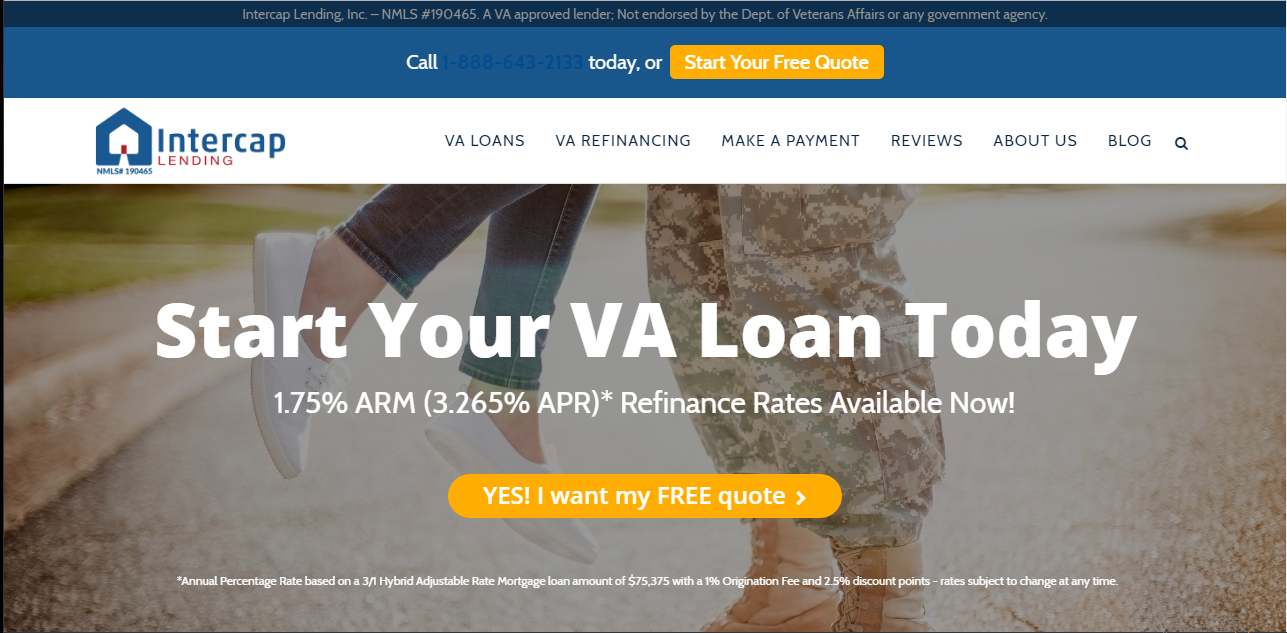 Intercap Lending, Inc. – NMLS #190465. A VA approved lender; Not endorsed by the Dept. of Veterans Affairs or any government agency.
Call 1-888-643-2133 today, or Start Your Free Quote
Intercap
LENDING
NMLS# 190465
VA LOANS VA REFINANCING MAKE A PAYMENT REVIEWS ABOUT US BLOG
Start Your VA Loan Today
1.75% ARM (3.265% APR)* Refinance Rates Available Now!
YES! I want my FREE quote
*Annual Percentage Rate based on a 3/1 Hybrid Adjustable Rate Mortgage loan amount of $75,375 with a 1% Origination Fee and 2.5% discount points - rates subject to change at any time.